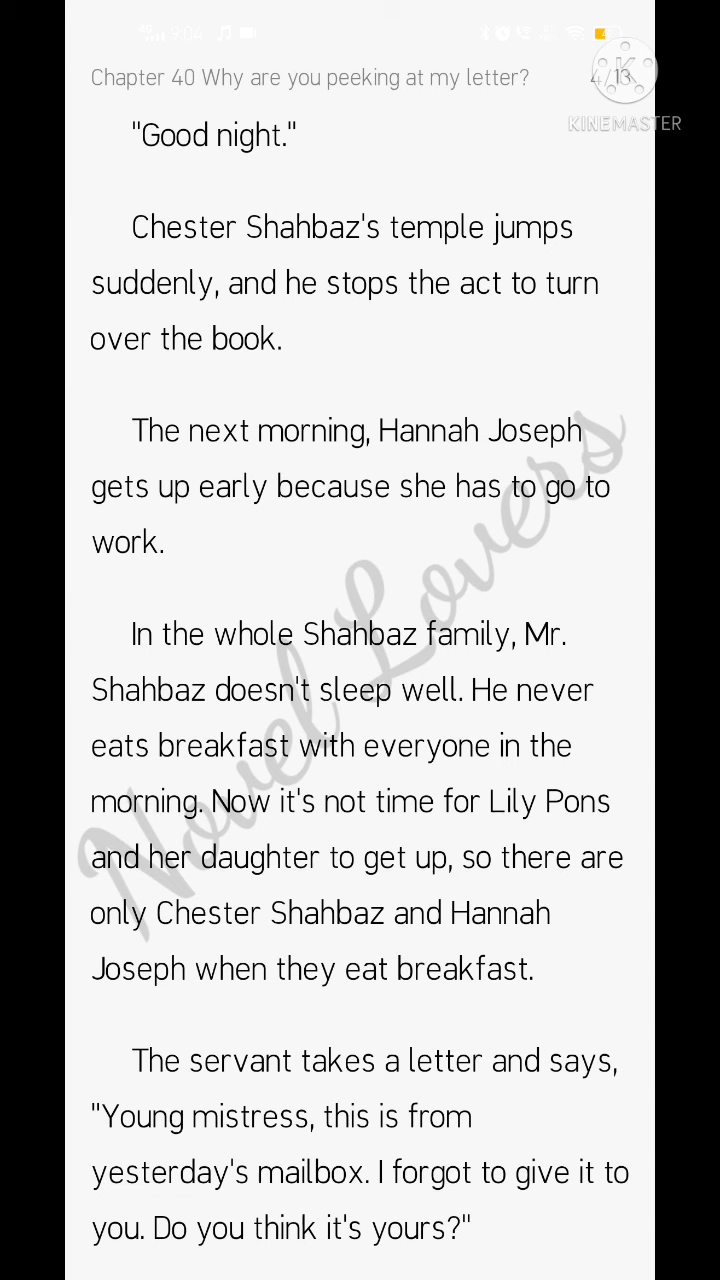 9:04
Chapter 40 Why are you peeking at my letter?
4/13
K
KINEMASTER
"Good night."
Chester Shahbaz's temple jumps
suddenly, and he stops the act to turn
over the book.
The next morning, Hannah Joseph
gets up early because she has to go to
work.
In the whole Shahbaz family, Mr.
Shahbaz doesn't sleep well. He never
eats breakfast with everyone in the
morning. Now it's not time for Lily Pons
and her daughter to get up, so there are
only Chester Shahbaz and Hannah
Joseph when they eat breakfast.
The servant takes a letter and says,
"Young mistress, this is from
yesterday's mailbox. I forgot to give it to
you. Do you think it's yours?"
Novel Lovers